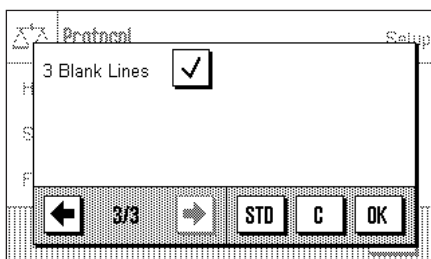 Protocol
Setup
3 Blank Lines
H
S
F
3/3
STD
C
OK